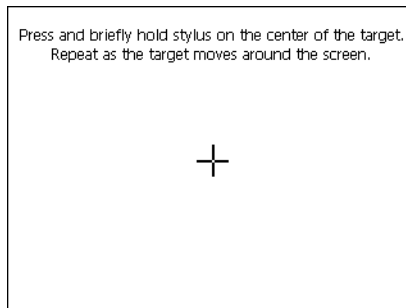 Press and briefly hold stylus on the center of the target.
Repeat as the target moves around the screen.